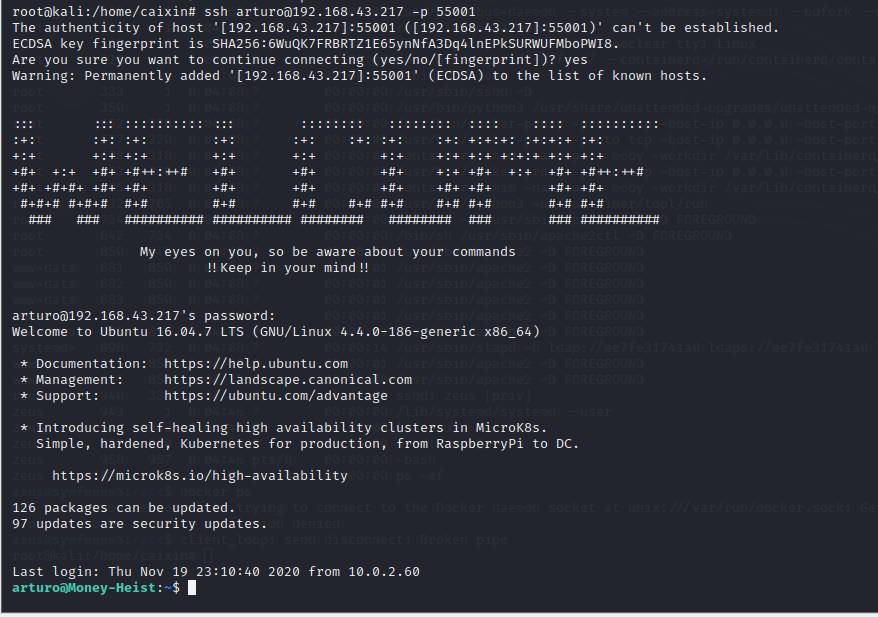 root@kali:/home/caixin# ssh arturo@192.168.43.217 -p 55001
The authenticity of host '[192.168.43.217]:55001 ([192.168.43.217]:55001)' can't be established.
ECDSA key fingerprint is SHA256:6WuQK7FRBRTZ1E65ynNfA3Dq4lnEPkSURWUFMboPWI8.
Are you sure you want to continue connecting (yes/no/[fingerprint])? yes
Warning: Permanently added '[192.168.43.217]:55001' (ECDSA) to the list of known hosts.
WELCOME
My eyes on you, so be aware about your commands
!!Keep in your mind!!
arturo@192.168.43.217's password:
Welcome to Ubuntu 16.04.7 LTS (GNU/Linux 4.4.0-186-generic x86_64)
* Documentation: https://help.ubuntu.com
* Management: https://landscape.canonical.com
* Support: https://ubuntu.com/advantage
* Introducing self-healing high availability clusters in MicroK8s.
Simple, hardened, Kubernetes for production, from RaspberryPi to DC.
https://microk8s.io/high-availability
126 packages can be updated.
97 updates are security updates.
Last login: Thu Nov 19 23:10:40 2020 from 10.0.2.60
arturo@Money-Heist:~$